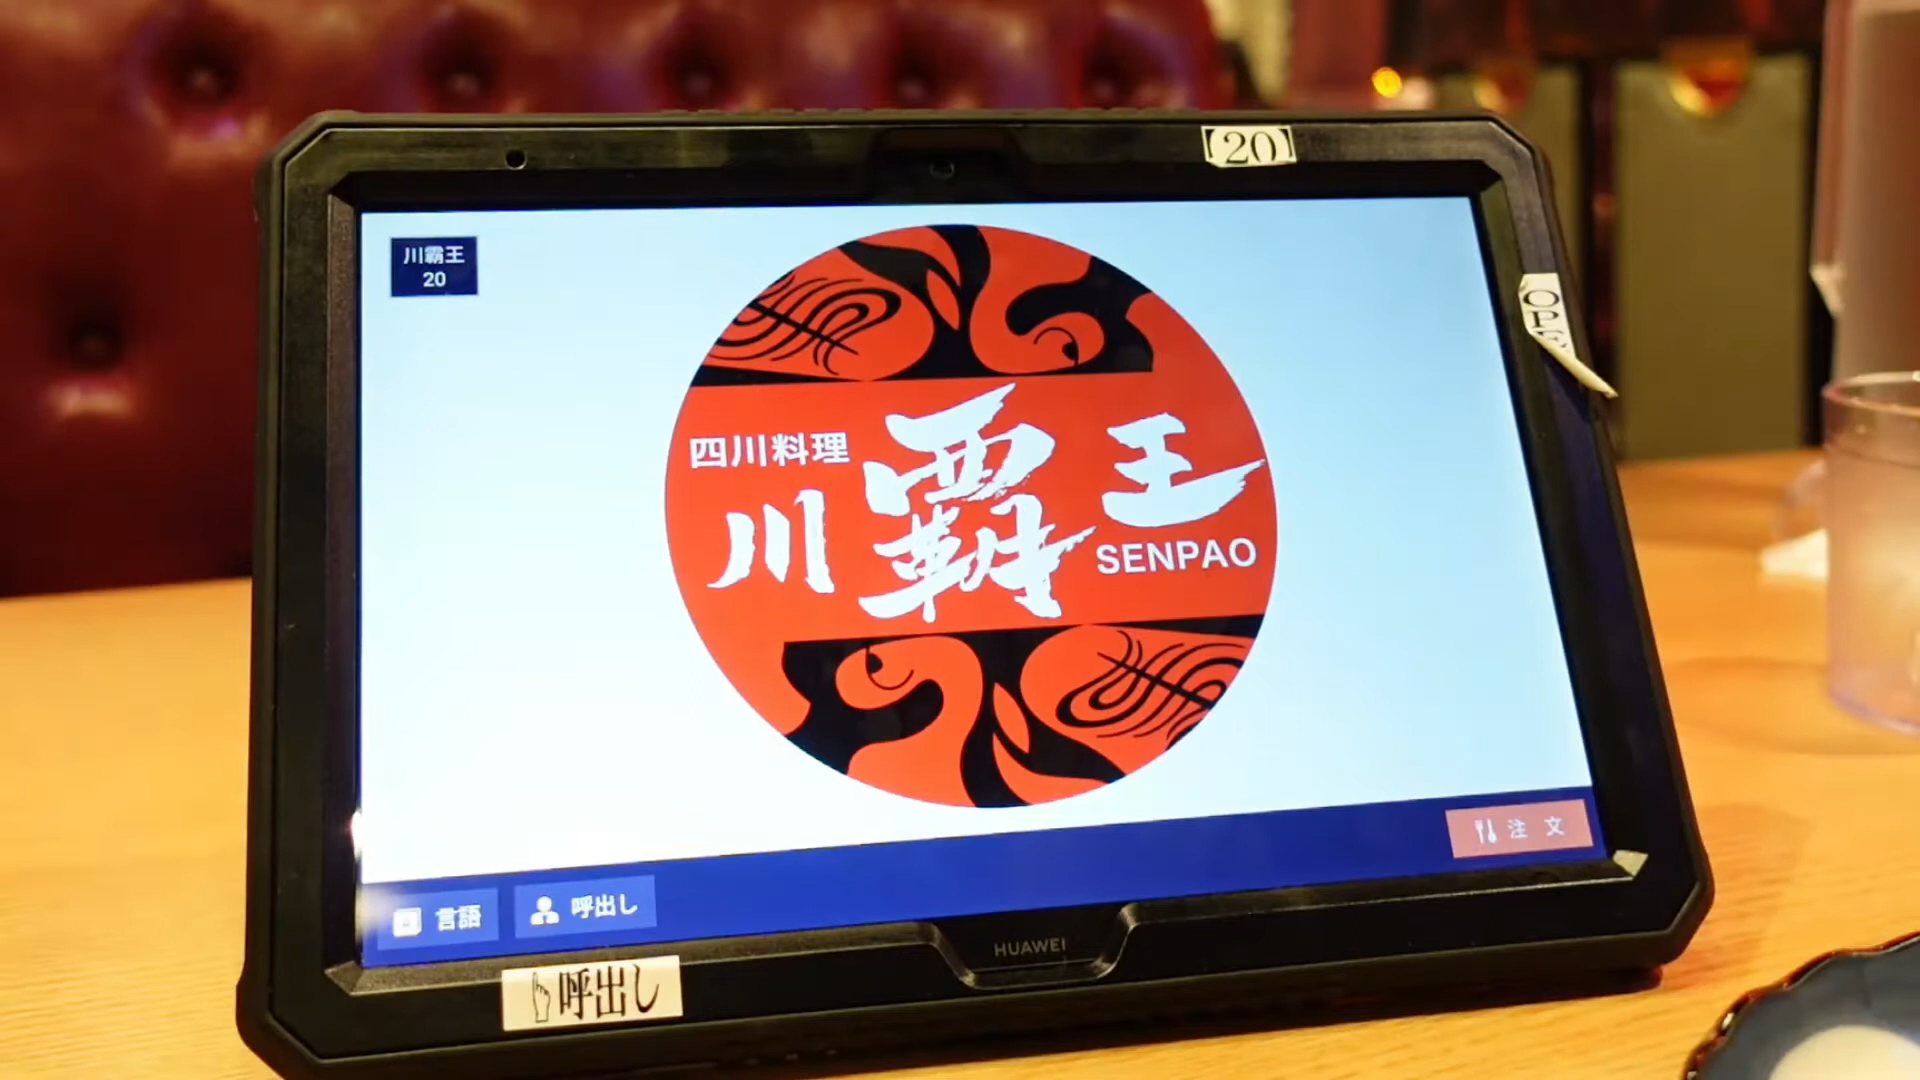 【20】
川霸王
20
四川料理
川霸王
SENPAO
注 文
言語
呼出し
HUAWEI
呼出し